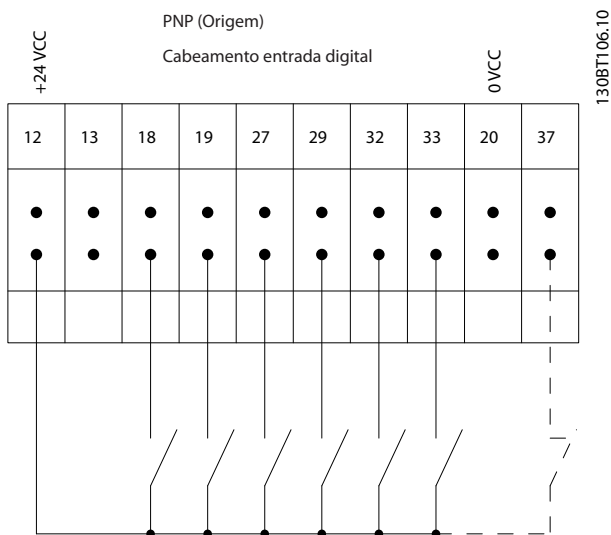 PNP (Origem)
Cabeamento entrada digital
+24 VCC
0 VCC
130BT106.10
12 13 18 19 27 29 32 33 20 37